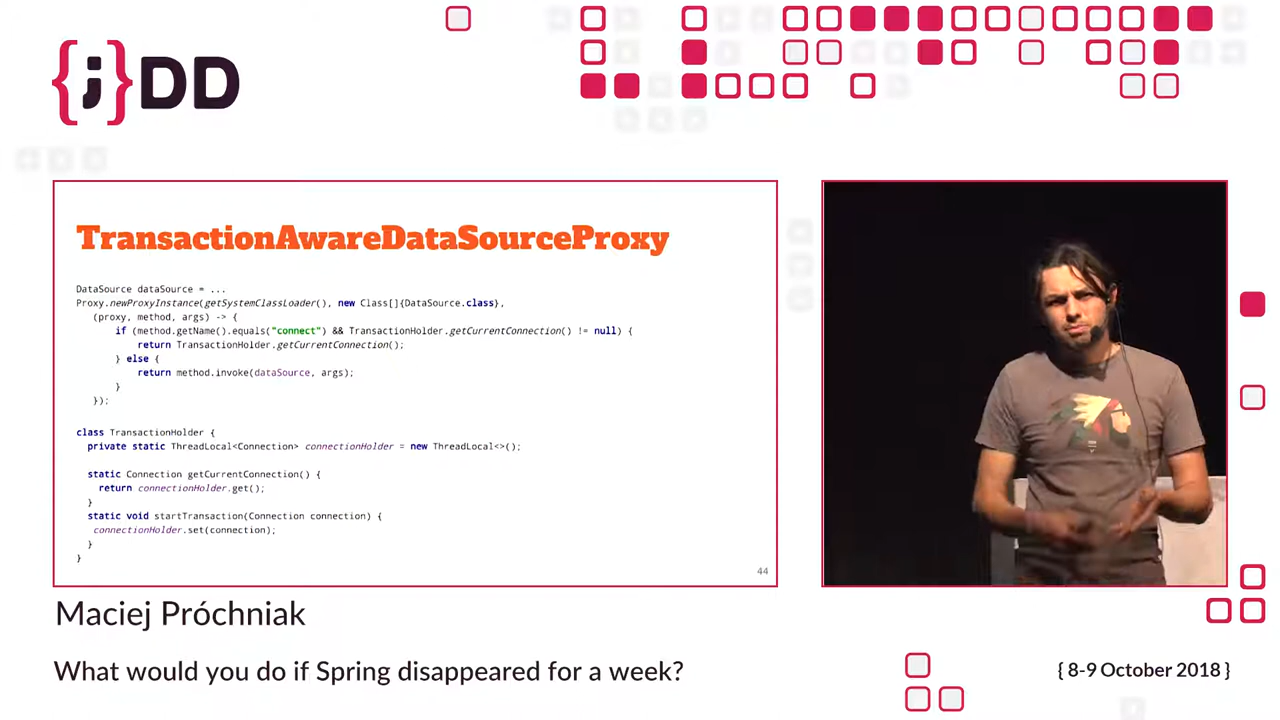 {j}DD
TransactionAwareDataSourceProxy
DataSource dataSource = ...
Proxy.newProxyInstance(getSystemClassLoader(), new Class[]{DataSource.class},
(proxy, method, args) -> {
if (method.getName().equals("connect") && TransactionHolder.getCurrentConnection() != null) {
return TransactionHolder.getCurrentConnection();
} else {
return method.invoke(dataSource, args);
}
});
class TransactionHolder {
private static ThreadLocal<Connection> connectionHolder = new ThreadLocal<>();
static Connection getCurrentConnection() {
return connectionHolder.get();
}
static void startTransaction(Connection connection) {
connectionHolder.set(connection);
}
}
44
Maciej Próchniak
What would you do if Spring disappeared for a week?
{ 8-9 October 2018 }